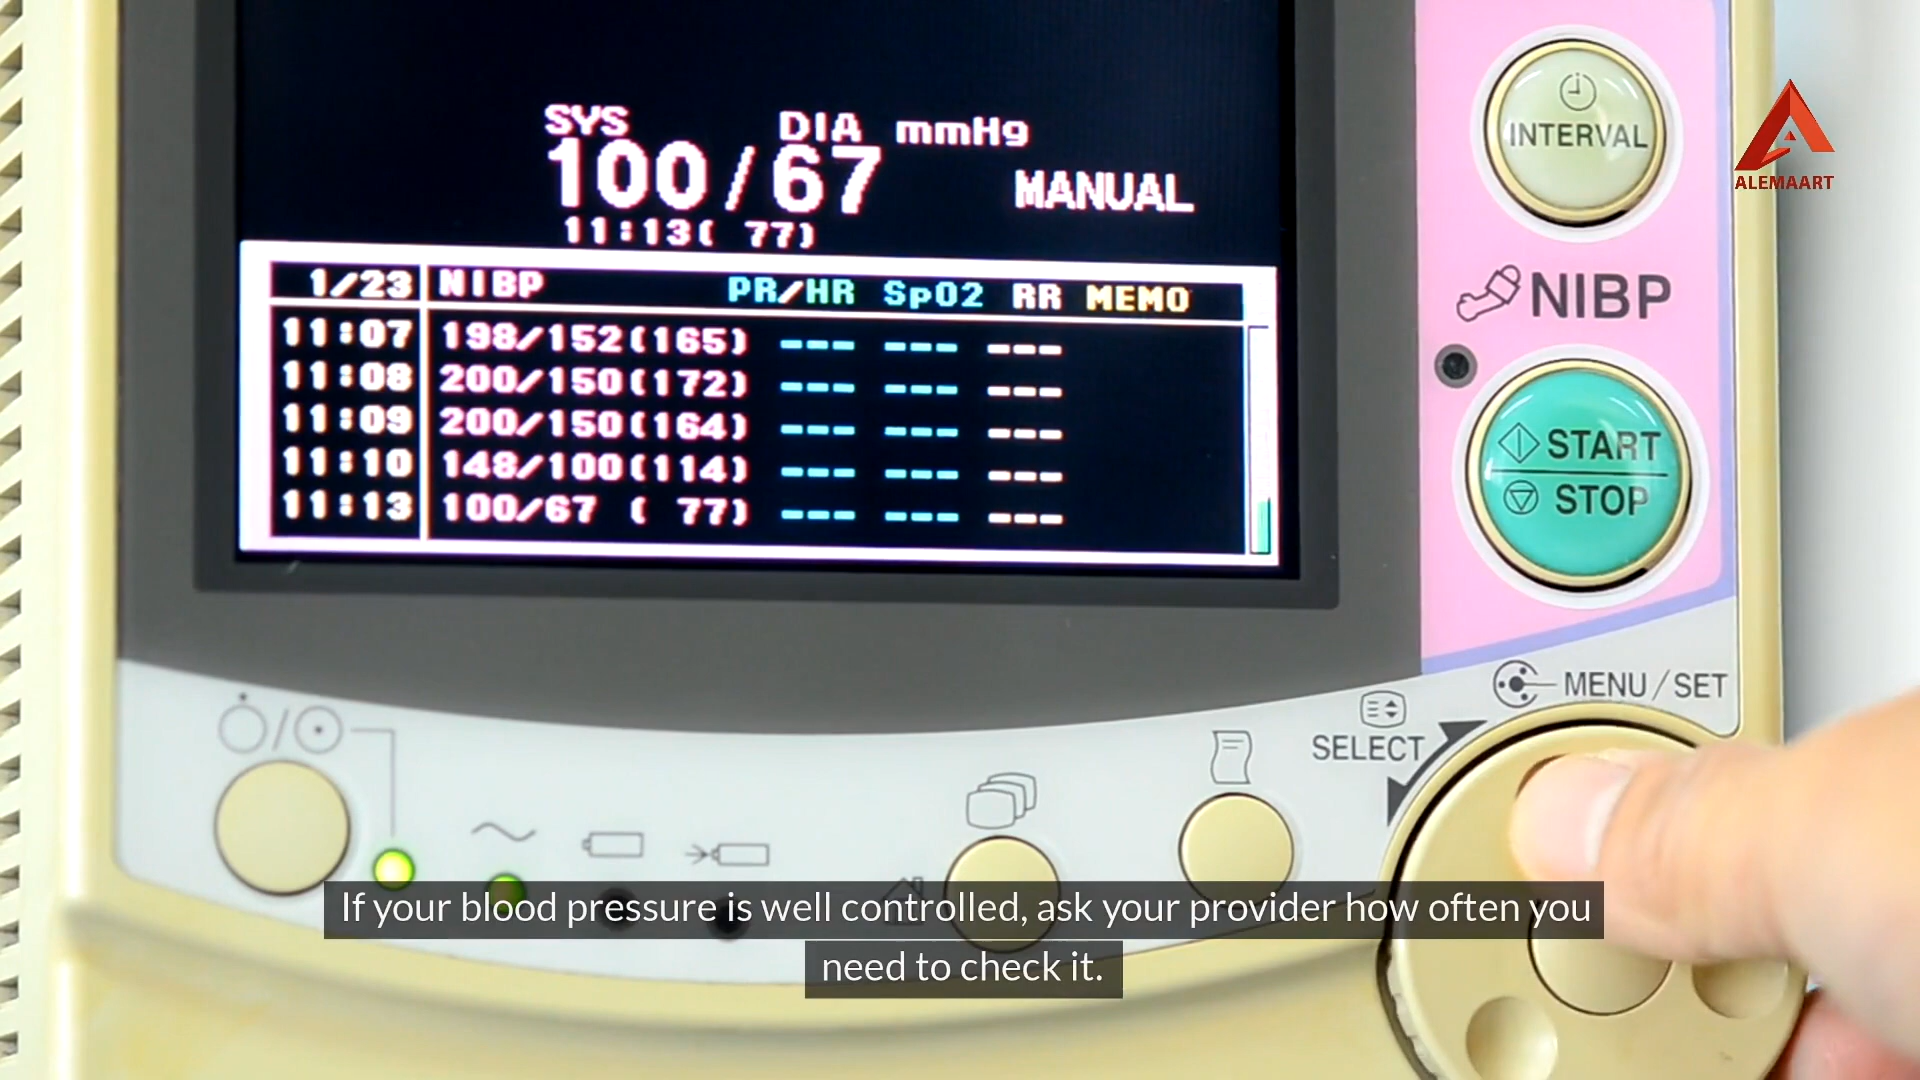 SYS DIA mmHg
100/67 MANUAL
11:13( 77)
1/23 NIBP PR/HR SpO2 RR MEMO
11:07 198/152(165) --- --- ---
11:08 200/150(172) --- --- ---
11:09 200/150(164) --- --- ---
11:10 148/100(114) --- --- ---
11:13 100/67 ( 77) --- --- ---
INTERVAL
ALEMAART
NIBP
START
STOP
MENU/SET
SELECT
If your blood pressure is well controlled, ask your provider how often you
need to check it.